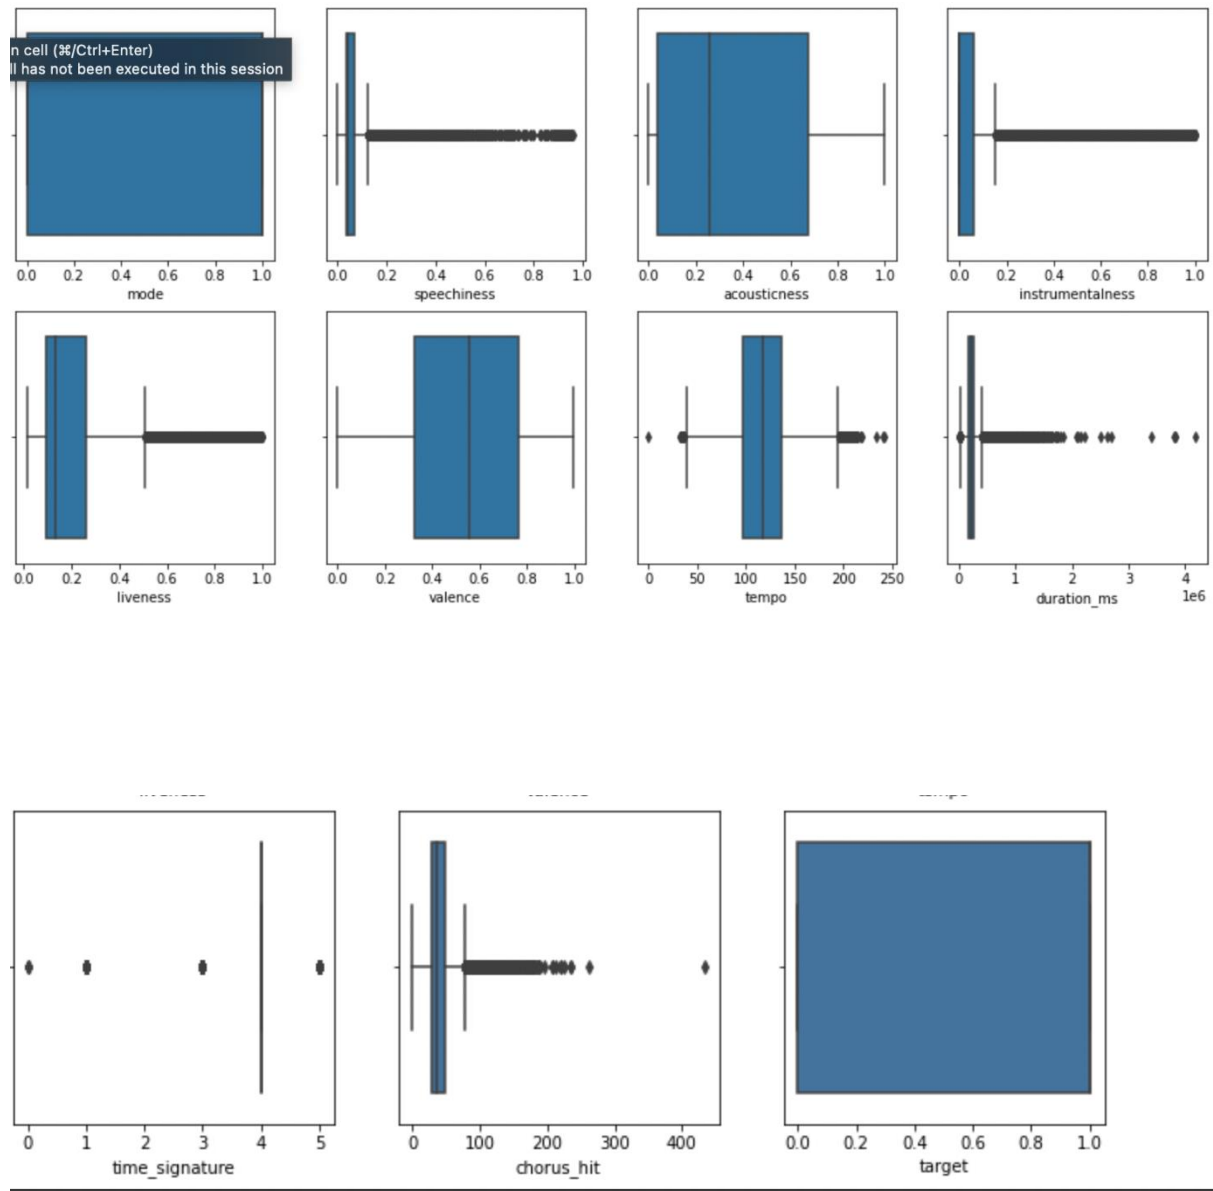 n cell (⌘/Ctrl+Enter)
ll has not been executed in this session
0.0 0.2 0.4 0.6 0.8 1.0
mode
0.0 0.2 0.4 0.6 0.8 1.0
speechiness
0.0 0.2 0.4 0.6 0.8 1.0
acousticness
0.0 0.2 0.4 0.6 0.8 1.0
instrumentalness
0.0 0.2 0.4 0.6 0.8 1.0
liveness
0.0 0.2 0.4 0.6 0.8 1.0
valence
0 50 100 150 200 250
tempo
0 1 2 3 4
1e6
duration_ms
0 1 2 3 4 5
time_signature
0 100 200 300 400
chorus_hit
0.0 0.2 0.4 0.6 0.8 1.0
target